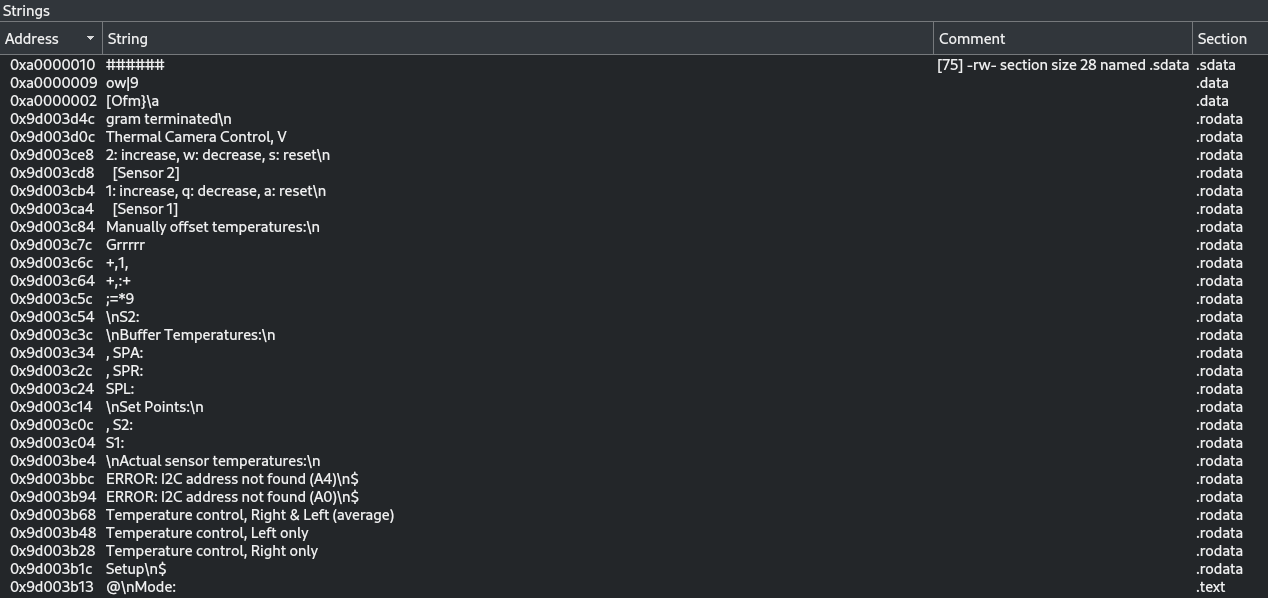 Strings
Address String Comment Section
0xa0000010 ###### [75] -rw- section size 28 named .sdata .sdata
0xa0000009 ow|9 .data
0xa0000002 [Ofm}\a .data
0x9d003d4c gram terminated\n .rodata
0x9d003d0c Thermal Camera Control, V .rodata
0x9d003ce8 2: increase, w: decrease, s: reset\n .rodata
0x9d003cd8 [Sensor 2] .rodata
0x9d003cb4 1: increase, q: decrease, a: reset\n .rodata
0x9d003ca4 [Sensor 1] .rodata
0x9d003c84 Manually offset temperatures:\n .rodata
0x9d003c7c Grrrrr .rodata
0x9d003c6c +,1, .rodata
0x9d003c64 +,:+ .rodata
0x9d003c5c ;=*9 .rodata
0x9d003c54 \nS2: .rodata
0x9d003c3c \nBuffer Temperatures:\n .rodata
0x9d003c34 , SPA: .rodata
0x9d003c2c , SPR: .rodata
0x9d003c24 SPL: .rodata
0x9d003c14 \nSet Points:\n .rodata
0x9d003c0c , S2: .rodata
0x9d003c04 S1: .rodata
0x9d003be4 \nActual sensor temperatures:\n .rodata
0x9d003bbc ERROR: I2C address not found (A4)\n$ .rodata
0x9d003b94 ERROR: I2C address not found (A0)\n$ .rodata
0x9d003b68 Temperature control, Right & Left (average) .rodata
0x9d003b48 Temperature control, Left only .rodata
0x9d003b28 Temperature control, Right only .rodata
0x9d003b1c Setup\n$ .rodata
0x9d003b13 @\nMode: .text